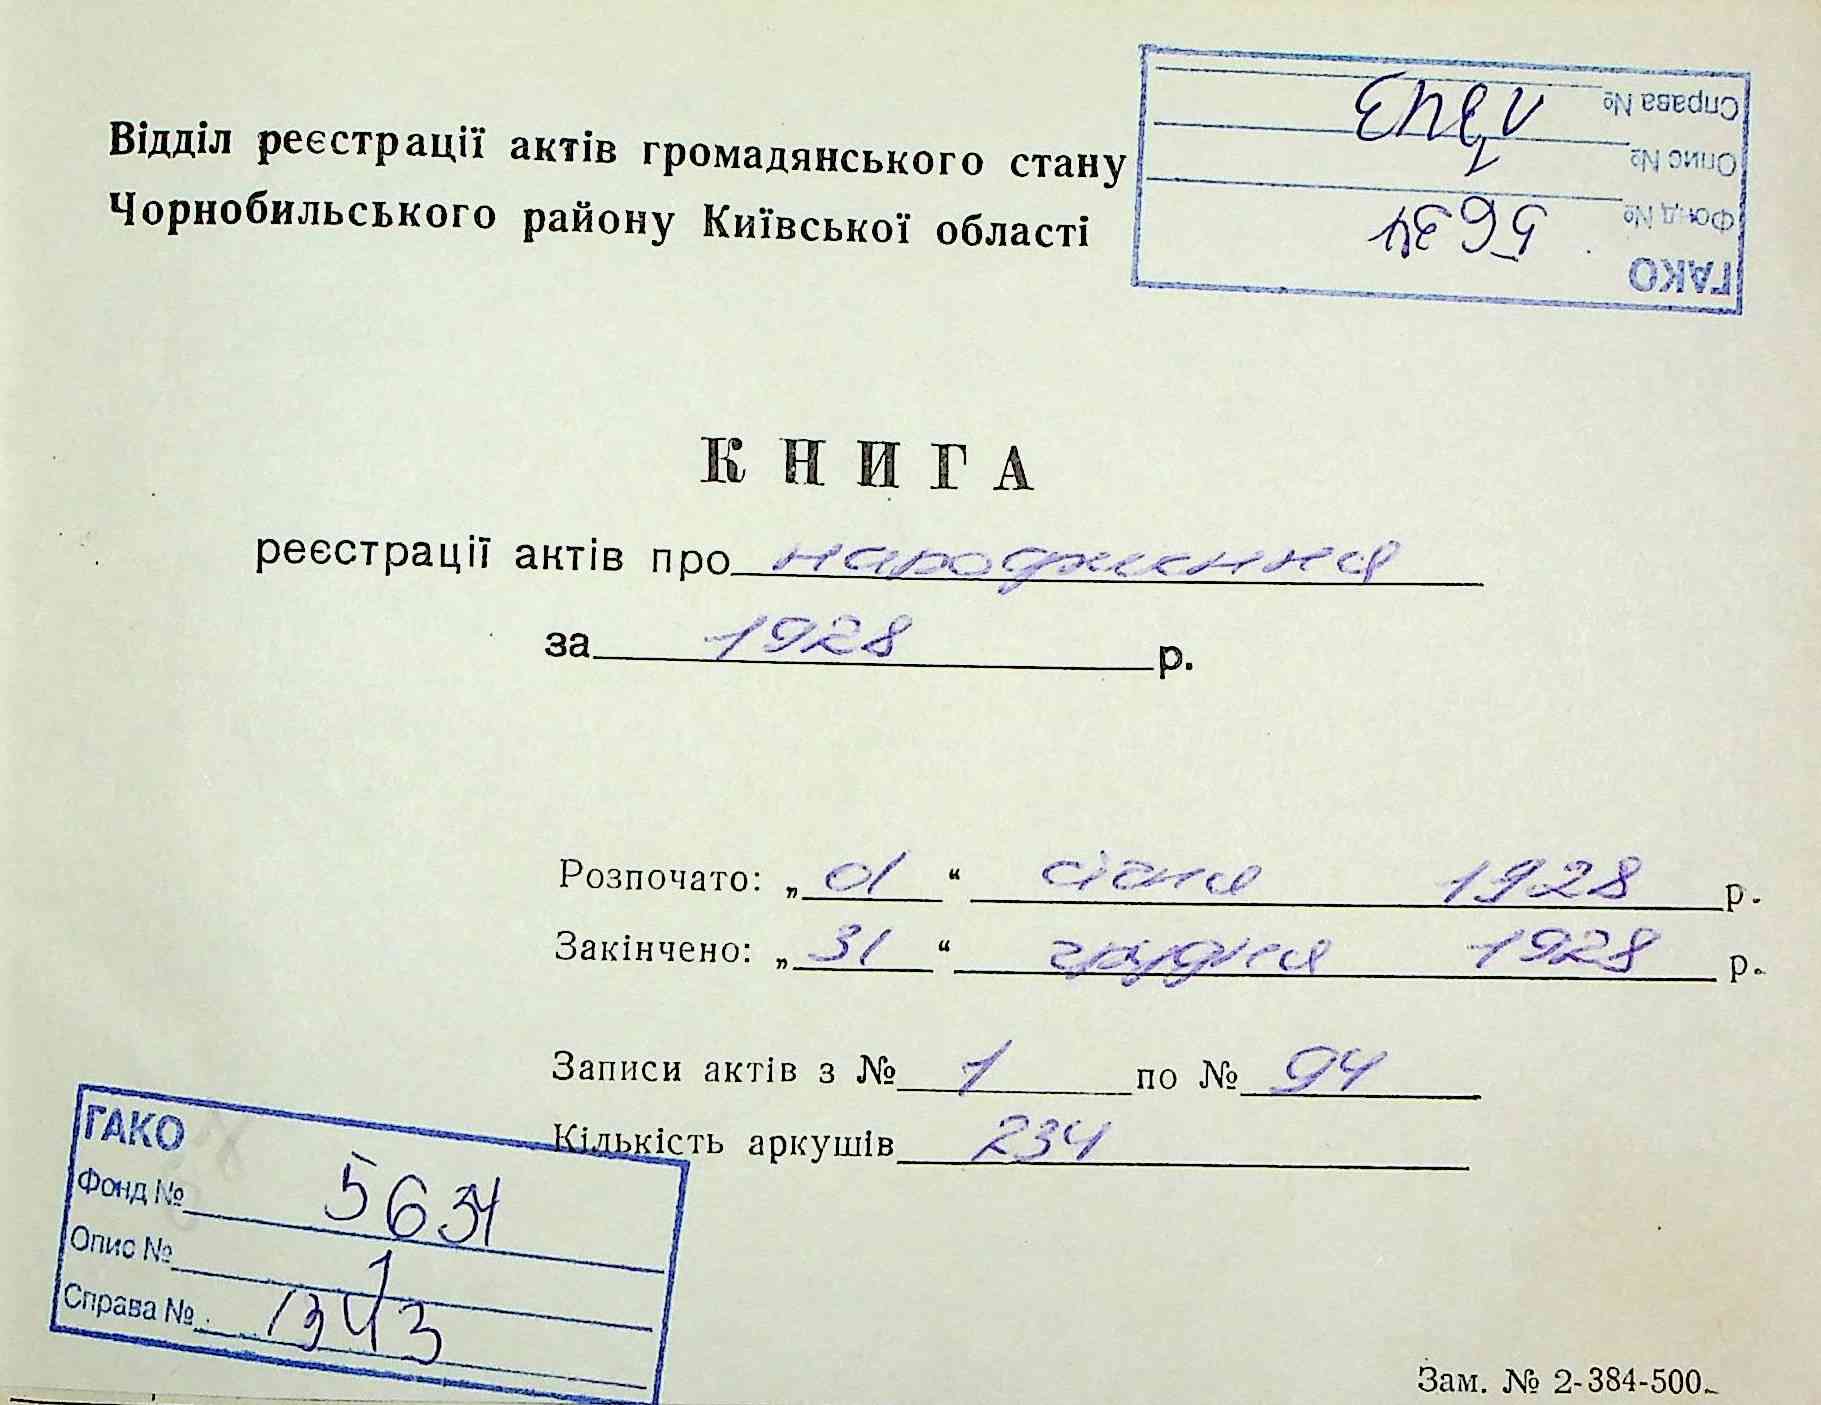 Відділ реєстрації актів громадянського стану
Чорнобильського району Київської області
ГАКО
Фонд № 5634
Опис № 1
Справа № 1343
КНИГА
реєстрації актів про народження
за 1928 р.
Розпочато: „01“ січня 1928 р.
Закінчено: „31“ грудня 1928 р.
Записи актів з № 1 по № 94
Кількість аркушів 234
ГАКО
Фонд № 5634
Опис № 1
Справа № 1343
Зам. № 2-384-500.